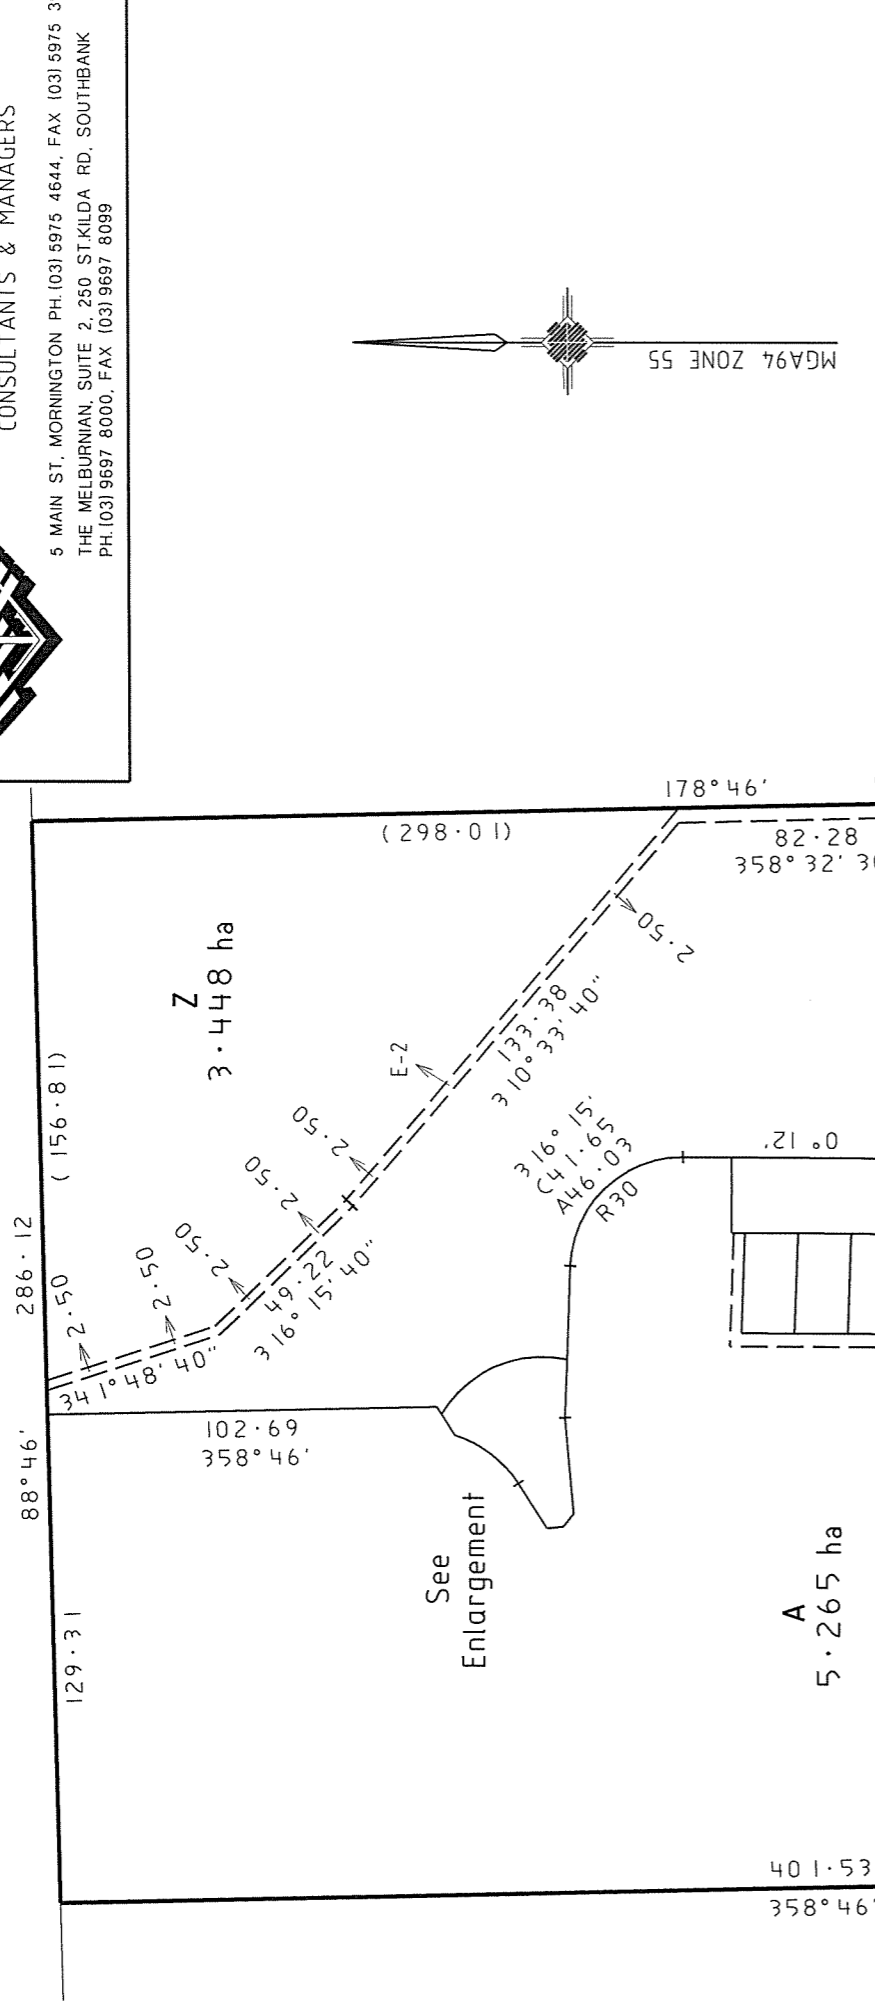 CONSULTANTS & MANAGERS
5 MAIN ST, MORNINGTON PH.(03) 5975 4644, FAX (03) 5975
THE MELBURNIAN, SUITE 2, 250 ST.KILDA RD, SOUTHBANK
PH.(03) 9697 8000, FAX (03) 9697 8099
MGA94 ZONE 55
178°46'
(298·01)
82·28
358°32'
Z
3·448 ha
(156·81)
286·12
88°46'
129·31
2·50
2·50
2·50
2·50
2·50
E-2
2·50
133·38
310°33'40"
49·22
316°15'40"
341°48'40"
102·69
358°46'
316°15'
C41·65
A46·03
R30
0°12'
See
Enlargement
A
5·265 ha
401·53
358°46'